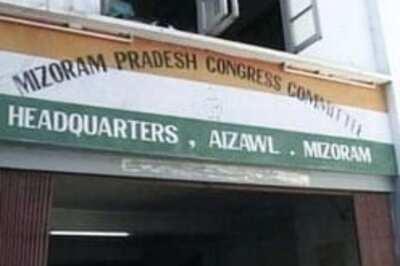 MIZORAM PRADESH CONGRESS COMMITTEE
HEADQUARTERS , AIZAWL . MIZORAM